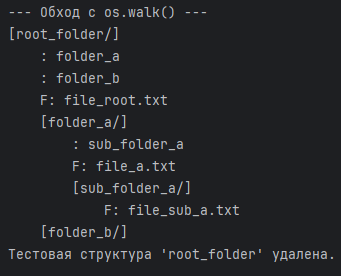 --- Обход с os.walk() ---
[root_folder/]
    : folder_a
    : folder_b
    F: file_root.txt
    [folder_a/]
        : sub_folder_a
        F: file_a.txt
        [sub_folder_a/]
            F: file_sub_a.txt
    [folder_b/]
Тестовая структура 'root_folder' удалена.